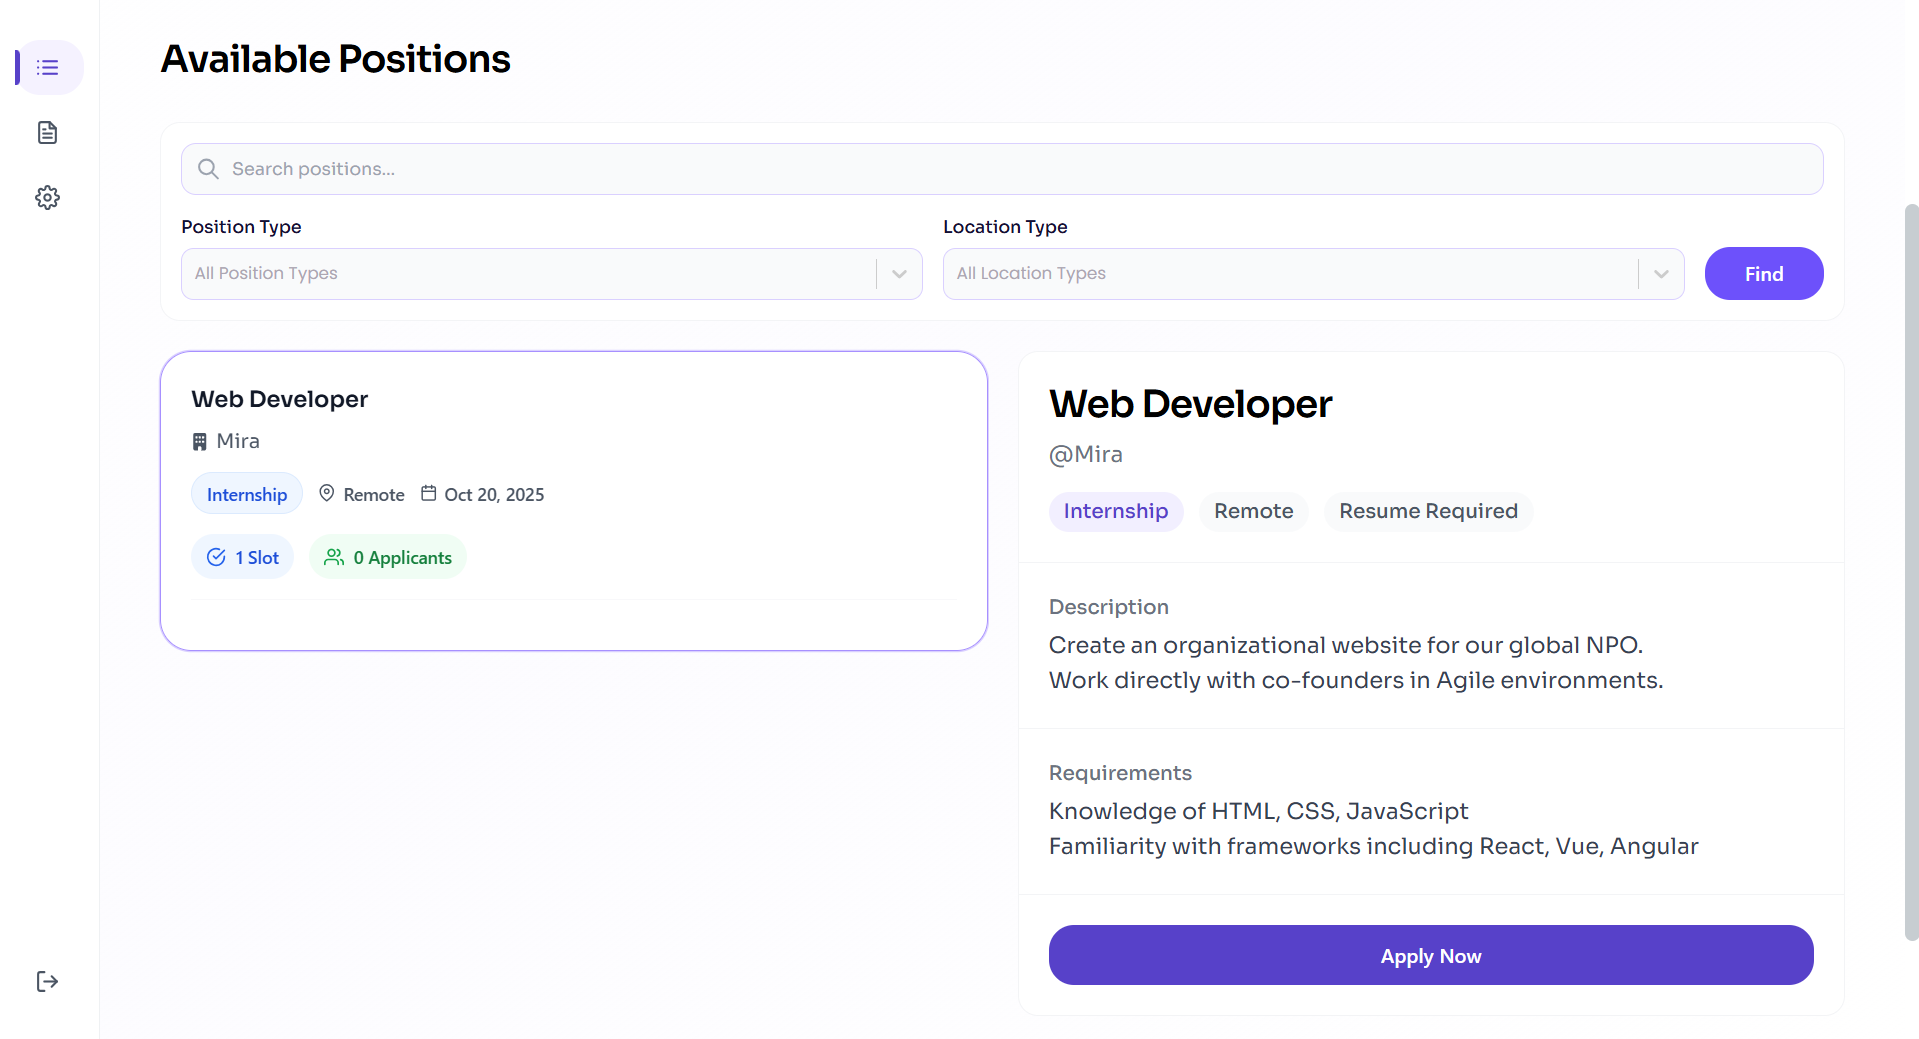 Available Positions
Search positions...
Position Type
Location Type
All Position Types
All Location Types
Find
Web Developer
Mira
Internship
Remote
Oct 20, 2025
1 Slot
0 Applicants
Web Developer
@Mira
Internship
Remote
Resume Required
Description
Create an organizational website for our global NPO.
Work directly with co-founders in Agile environments.
Requirements
Knowledge of HTML, CSS, JavaScript
Familiarity with frameworks including React, Vue, Angular
Apply Now